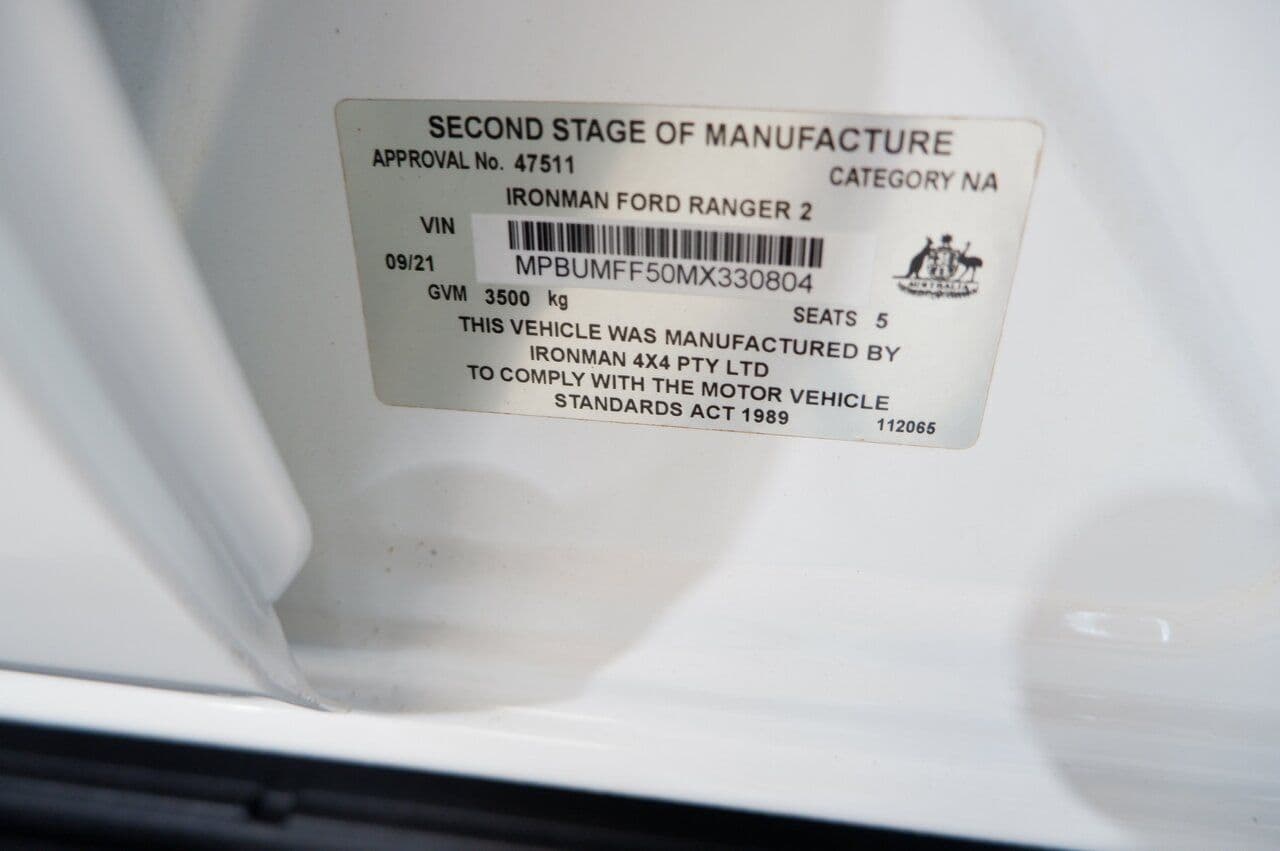 SECOND STAGE OF MANUFACTURE
APPROVAL No. 47511
CATEGORY NA
IRONMAN FORD RANGER 2
VIN
MPBUMFF50MX330804
09/21
AUSTRALIA
GVM 3500 kg
SEATS 5
THIS VEHICLE WAS MANUFACTURED BY
IRONMAN 4X4 PTY LTD
TO COMPLY WITH THE MOTOR VEHICLE
STANDARDS ACT 1989
112065